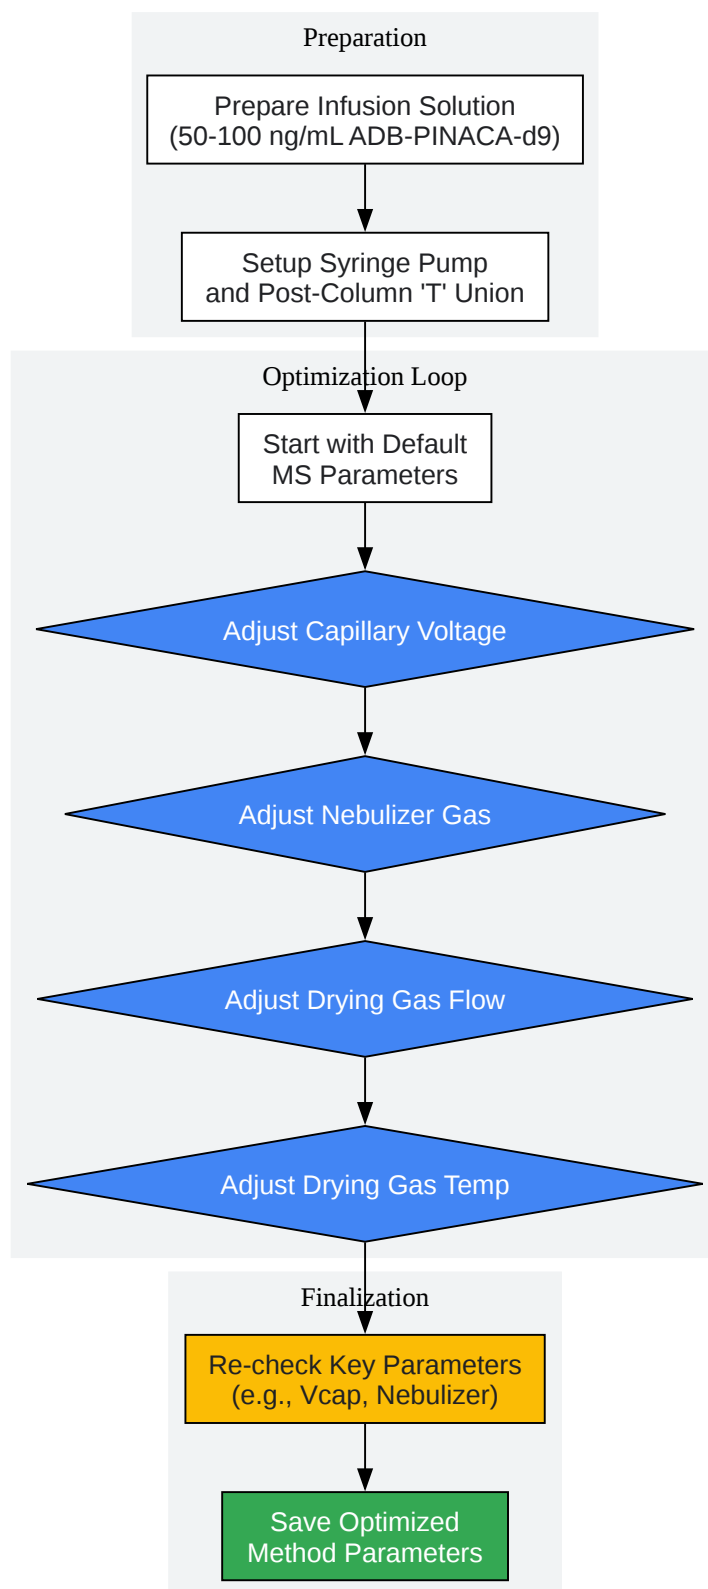 Preparation
Prepare Infusion Solution
(50-100 ng/mL ADB-PINACA-d9)
Setup Syringe Pump
and Post-Column 'T' Union
Optimization Loop
Start with Default
MS Parameters
Adjust Capillary Voltage
Adjust Nebulizer Gas
Adjust Drying Gas Flow
Adjust Drying Gas Temp
Finalization
Re-check Key Parameters
(e.g., Vcap, Nebulizer)
Save Optimized
Method Parameters